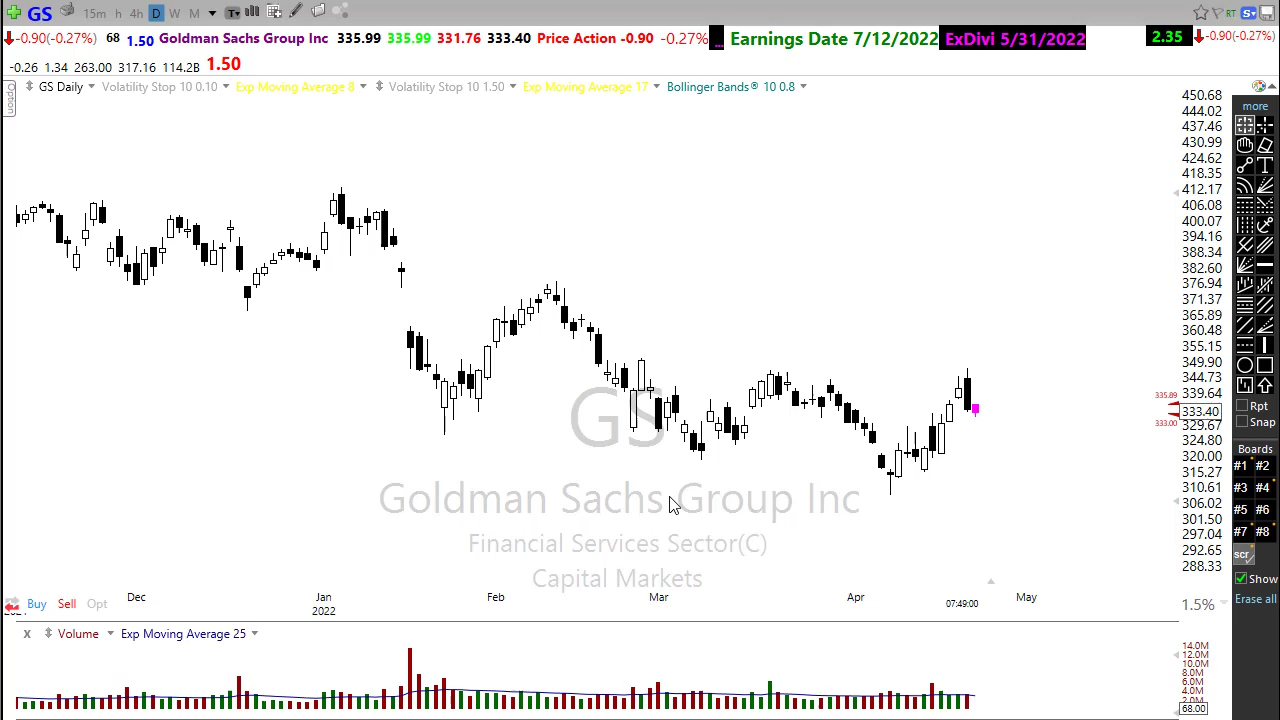 GS 15m h 4h D W M T RT S
-0.90(-0.27%) 68 1.50 Goldman Sachs Group Inc 335.99 335.99 331.76 333.40 Price Action -0.90 -0.27% ... Earnings Date 7/12/2022 ExDivi 5/31/2022 2.35 -0.90(-0.27%)
-0.26 1.34 263.00 317.16 114.2B 1.50
Option GS Daily Volatility Stop 10 0.10 Exp Moving Average 8 Volatility Stop 10 1.50 Exp Moving Average 17 Bollinger Bands® 10 0.8
450.68
more
444.02
437.46
430.99
424.62
418.35
412.17
406.08
400.07
394.16
388.34
382.60
376.94
371.37
365.89
360.48
355.15
349.90
344.73
339.64
335.89
333.40
333.00
329.67
324.80
320.00
315.27
310.61
306.02
301.50
297.04
292.65
288.33
Rpt
Snap
Boards
#1 #2
#3 #4
#5 #6
#7 #8
scr
Show
Erase all
GS
Goldman Sachs Group Inc
Financial Services Sector(C)
Capital Markets
Dec Jan Feb Mar Apr May
2022 07:49:00
Buy Sell Opt 1.5%
X Volume Exp Moving Average 25
14.0M
12.0M
10.0M
8.0M
6.0M
4.0M
2.0M
68.00